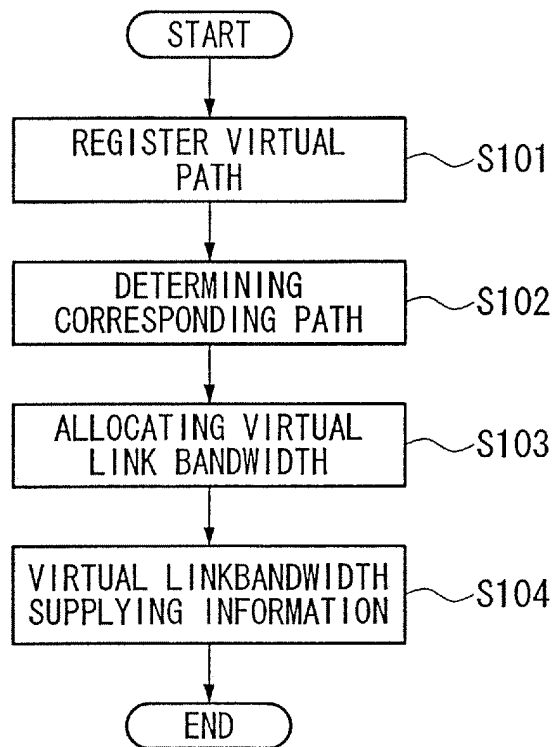 START
REGISTER VIRTUAL
PATH
S101
DETERMINING
CORRESPONDING PATH
S102
ALLOCATING VIRTUAL
LINK BANDWIDTH
S103
VIRTUAL LINKBANDWIDTH
SUPPLYING INFORMATION
S104
END